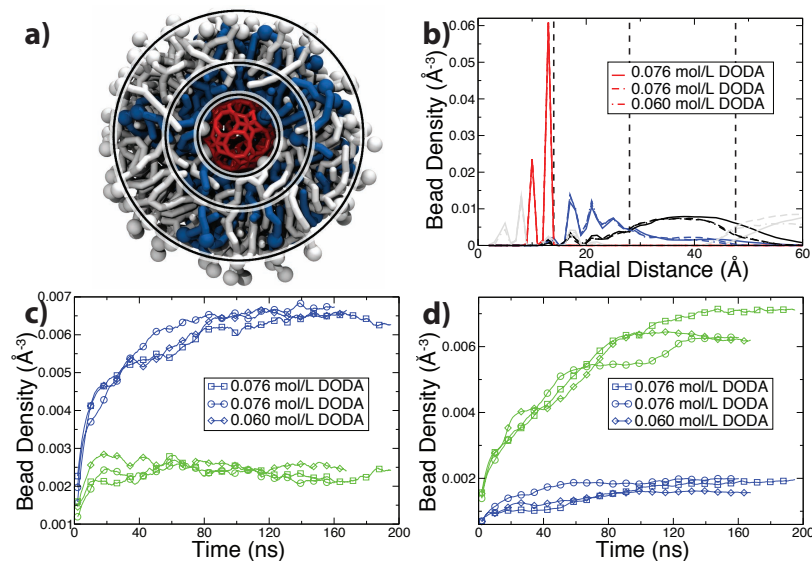 a)
b)
0.06
0.05
0.04
0.03
0.02
0.01
0
Bead Density (Å-3)
0.076 mol/L DODA
0.076 mol/L DODA
0.060 mol/L DODA
0 20 40 60
Radial Distance (Å)
c)
0.007
0.006
0.005
0.004
0.003
0.002
0.001
Bead Density (Å-3)
0.076 mol/L DODA
0.076 mol/L DODA
0.060 mol/L DODA
0 40 80 120 160 200
Time (ns)
d)
0.006
0.004
0.002
Bead Density (Å-3)
0.076 mol/L DODA
0.076 mol/L DODA
0.060 mol/L DODA
0 40 80 120 160 200
Time (ns)